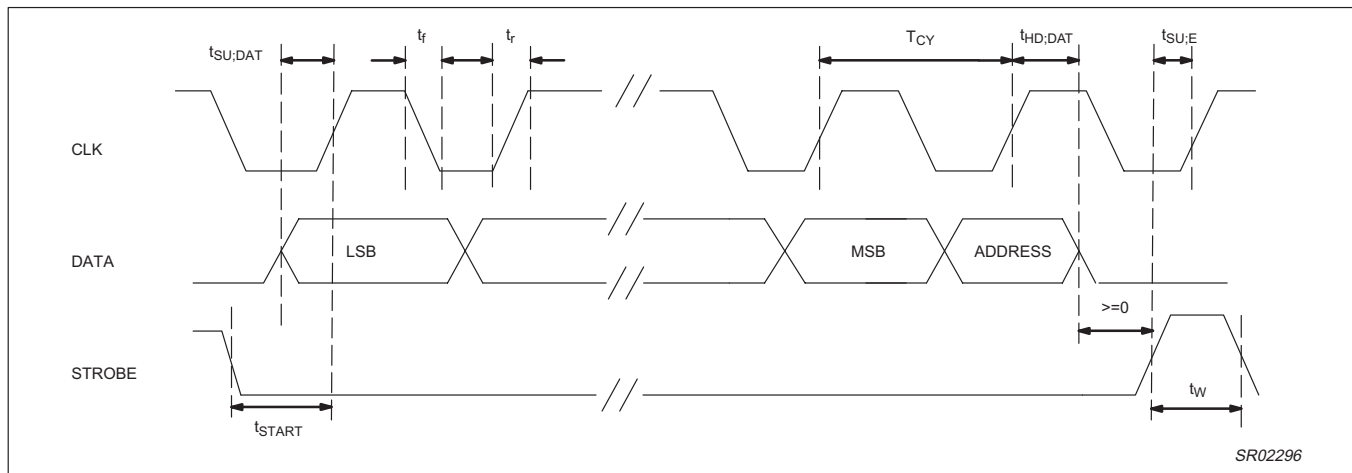 tSU;DAT
tf
tr
TCY
tHD;DAT
tSU;E
CLK
DATA
LSB
MSB
ADDRESS
>=0
STROBE
tSTART
tW
SR02296